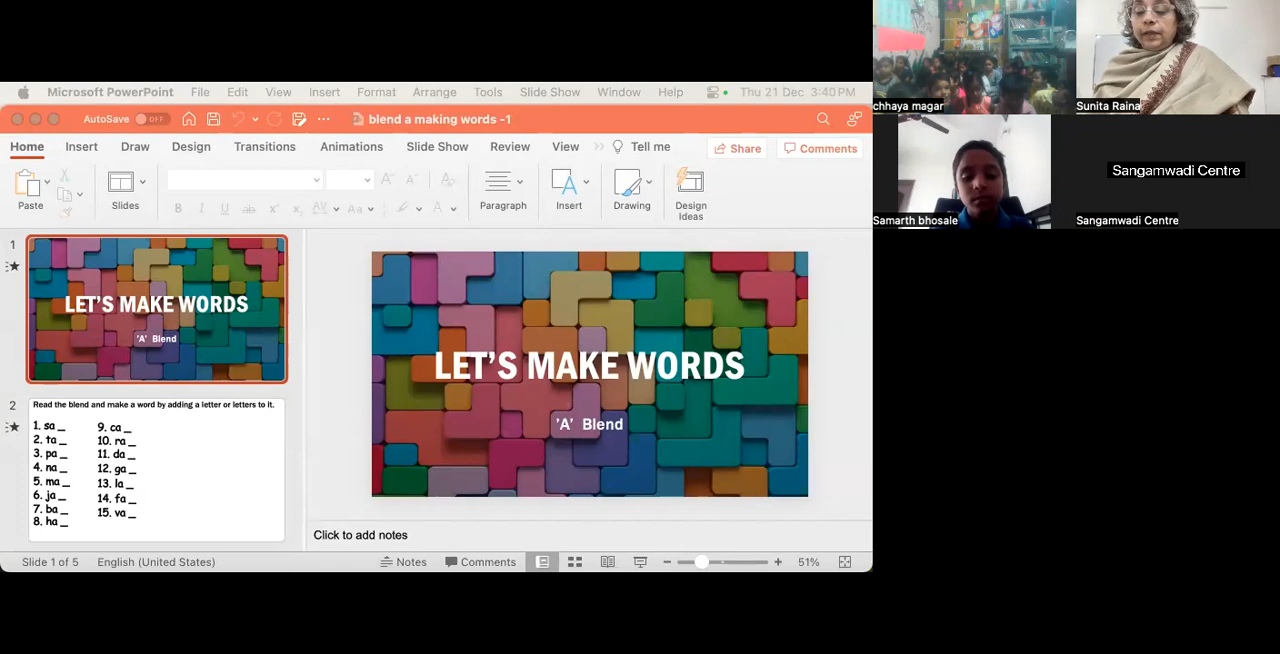 Microsoft PowerPoint File Edit View Insert Format Arrange Tools Slide Show Window Help Thu 21 Dec 3:40 PM
AutoSave OFF ... blend a making words -1
Home Insert Draw Design Transitions Animations Slide Show Review View >> Tell me Share Comments
Paste Slides B I U ab x x AV Aa A A A Paragraph Insert Drawing Design Ideas
1
LET'S MAKE WORDS
'A' Blend
2
Read the blend and make a word by adding a letter or letters to it.
1. sa _
2. ta _
3. pa _
4. na _
5. ma _
6. ja _
7. ba _
8. ha _
9. ca _
10. ra _
11. da _
12. ga _
13. la _
14. fa _
15. va _
LET'S MAKE WORDS
'A' Blend
Click to add notes
Slide 1 of 5 English (United States) Notes Comments 51%
chhaya magar
Sunita Raina
Samarth bhosale
Sangamwadi Centre
Sangamwadi Centre